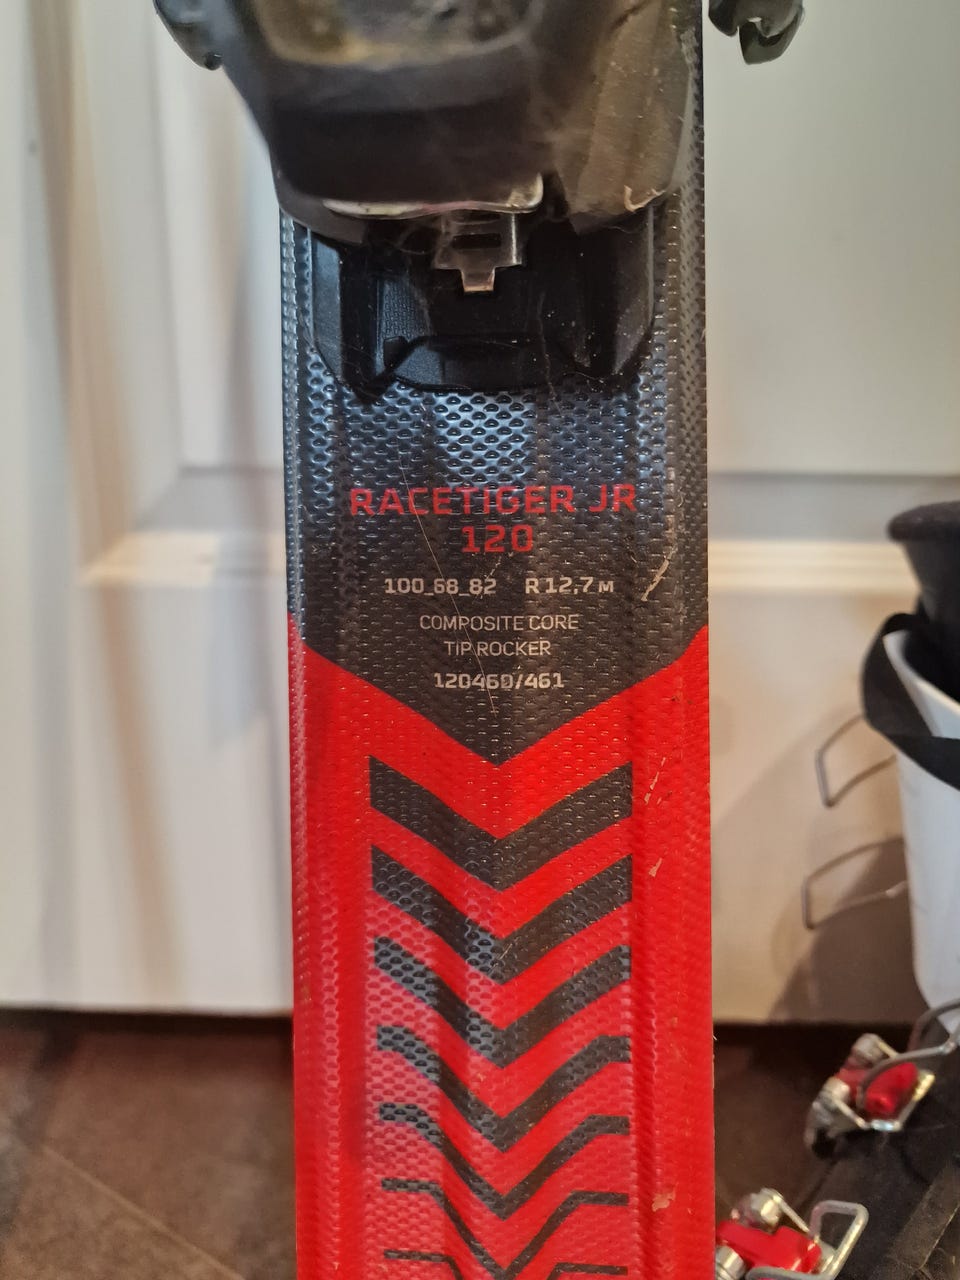 RACETIGER JR
120
100_68_82 R 12,7 M
COMPOSITE CORE
TIP ROCKER
120460/461